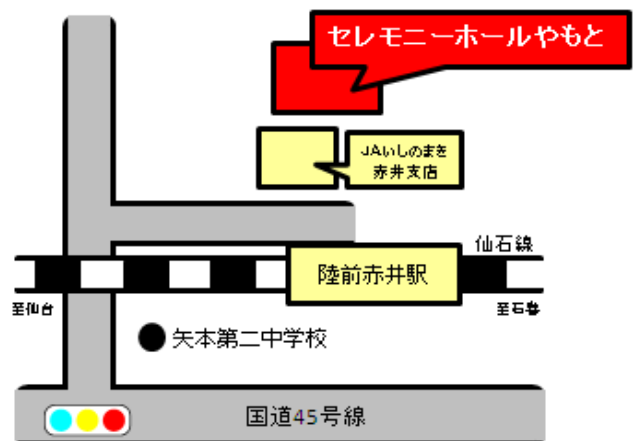 セレモニーホールやもと
JAいしのまき
赤井支店
仙石線
陸前赤井駅
至仙台
至石巻
矢本第二中学校
国道45号線